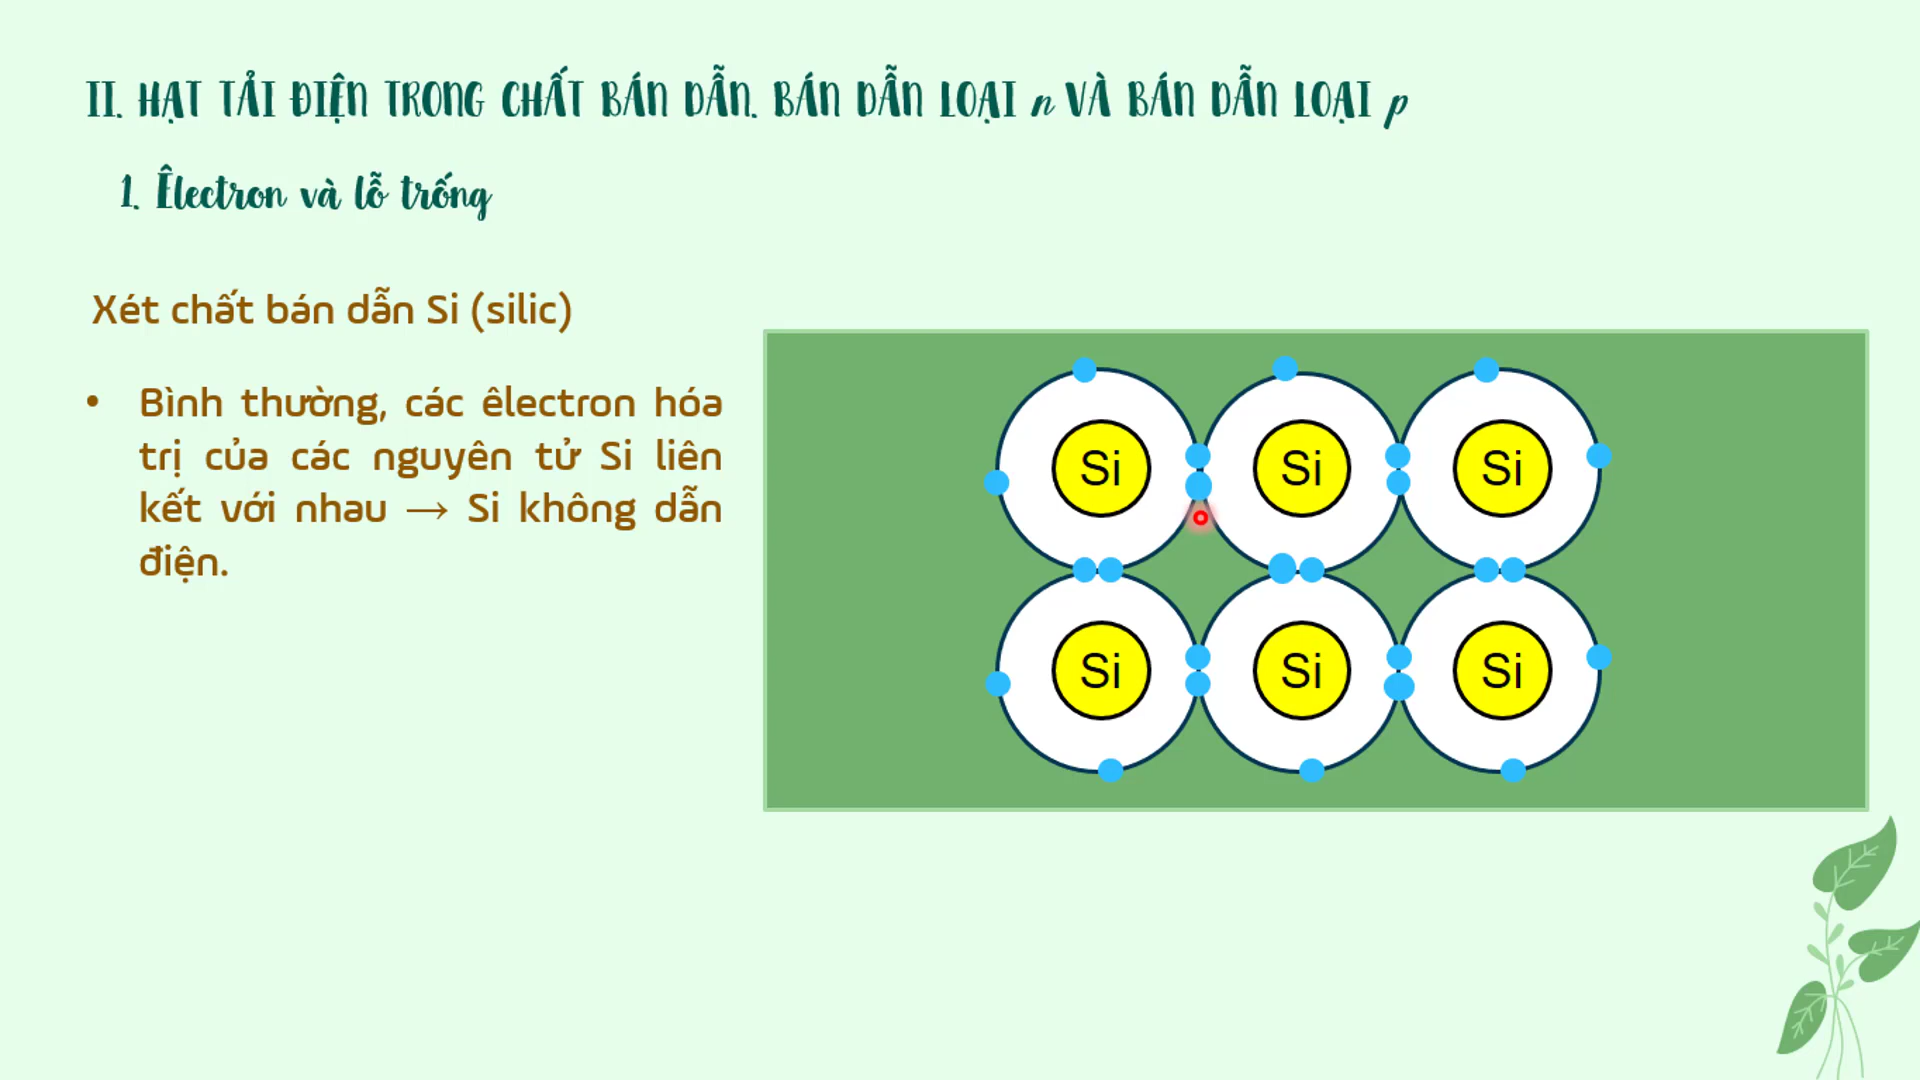 II. HẠT TẢI ĐIỆN TRONG CHẤT BÁN DẪN. BÁN DẪN LOẠI n VÀ BÁN DẪN LOẠI p
1. Êlectron và lỗ trống
Xét chất bán dẫn Si (silic)
• Bình thường, các êlectron hóa
trị của các nguyên tử Si liên
kết với nhau → Si không dẫn
điện.
Si Si Si
Si Si Si